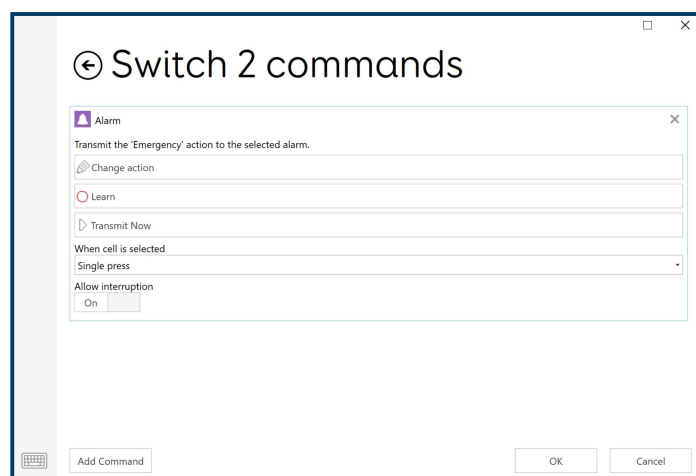 Switch 2 commands
Alarm
Transmit the 'Emergency' action to the selected alarm.
Change action
Learn
Transmit Now
When cell is selected
Single press
Allow interruption
On
Add Command
OK
Cancel